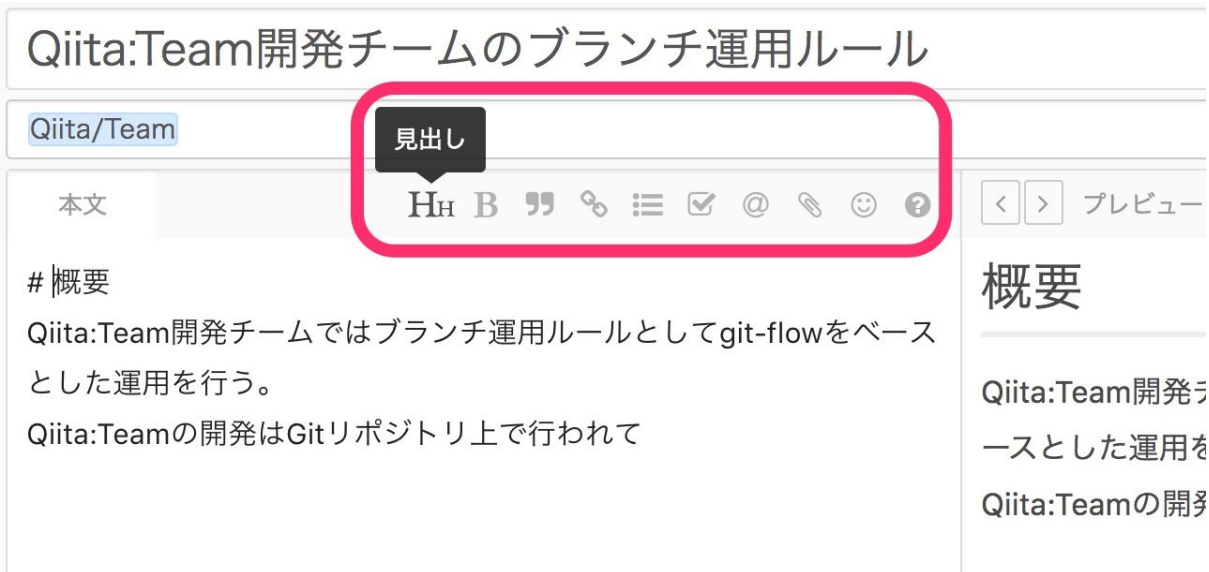 Qiita:Team開発チームのブランチ運用ルール
Qiita/Team
見出し
本文
HH B @ ?
< > プレビュー
# 概要
Qiita:Team開発チームではブランチ運用ルールとしてgit-flowをベース
とした運用を行う。
Qiita:Teamの開発はGitリポジトリ上で行われて
概要
Qiita:Team開発チ
ースとした運用を
Qiita:Teamの開発